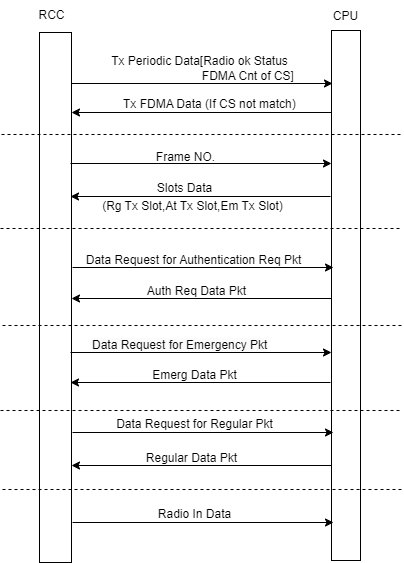 RCC
CPU
Tx Periodic Data[Radio ok Status
FDMA Cnt of CS]
Tx FDMA Data (If CS not match)
Frame NO.
Slots Data
(Rg Tx Slot,At Tx Slot,Em Tx Slot)
Data Request for Authentication Req Pkt
Auth Req Data Pkt
Data Request for Emergency Pkt
Emerg Data Pkt
Data Request for Regular Pkt
Regular Data Pkt
Radio In Data